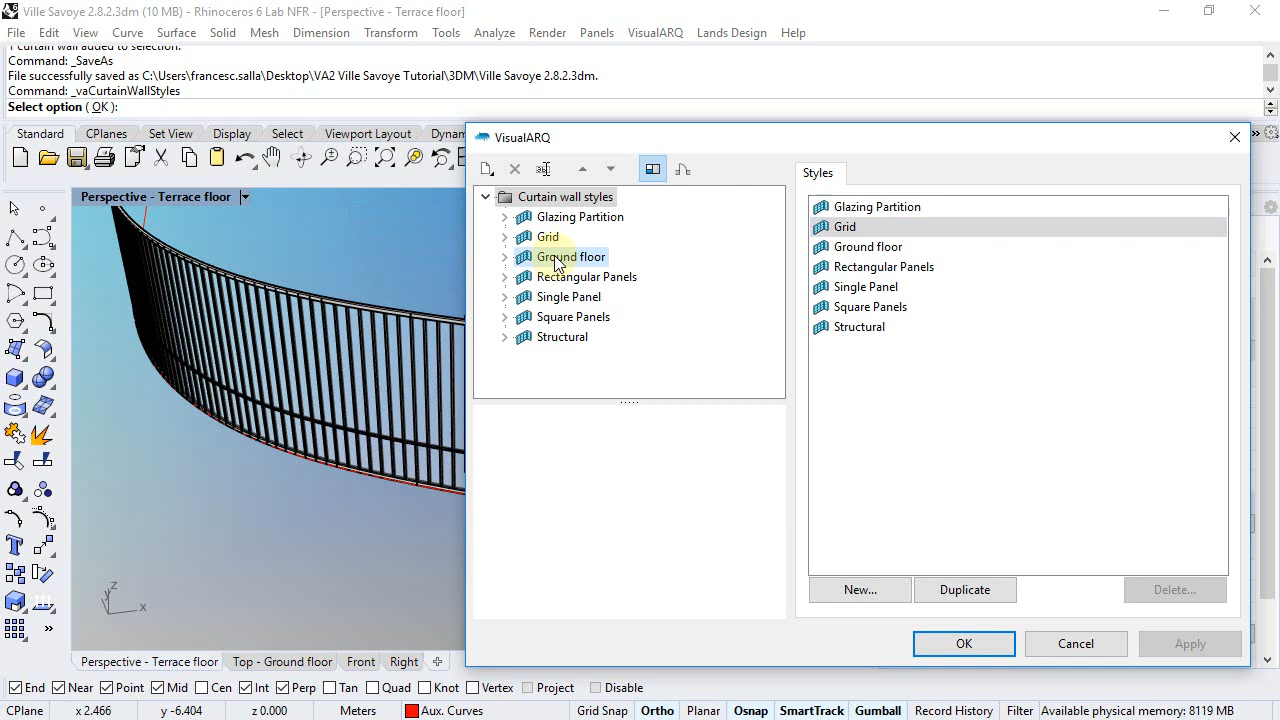 Ville Savoye 2.8.2.3dm (10 MB) - Rhinoceros 6 Lab NFR - [Perspective - Terrace floor]
File Edit View Curve Surface Solid Mesh Dimension Transform Tools Analyze Render Panels VisualARQ Lands Design Help
1 curtain wall added to selection.
Command: _SaveAs
File successfully saved as C:\Users\francesc.salla\Desktop\VA2 Ville Savoye Tutorial\3DM\Ville Savoye 2.8.2.3dm.
Command: _vaCurtainWallStyles
Select option ( OK ):
Standard CPlanes Set View Display Select Viewport Layout Dynam
VisualARQ
Perspective - Terrace floor
Curtain wall styles
Glazing Partition
Grid
Ground floor
Rectangular Panels
Single Panel
Square Panels
Structural
Styles
Glazing Partition
Grid
Ground floor
Rectangular Panels
Single Panel
Square Panels
Structural
New... Duplicate Delete...
OK Cancel Apply
z
y
x
Perspective - Terrace floor Top - Ground floor Front Right
End Near Point Mid Cen Int Perp Tan Quad Knot Vertex Project Disable
CPlane x 2.466 y -6.404 z 0.000 Meters Aux. Curves Grid Snap Ortho Planar Osnap SmartTrack Gumball Record History Filter Available physical memory: 8119 MB